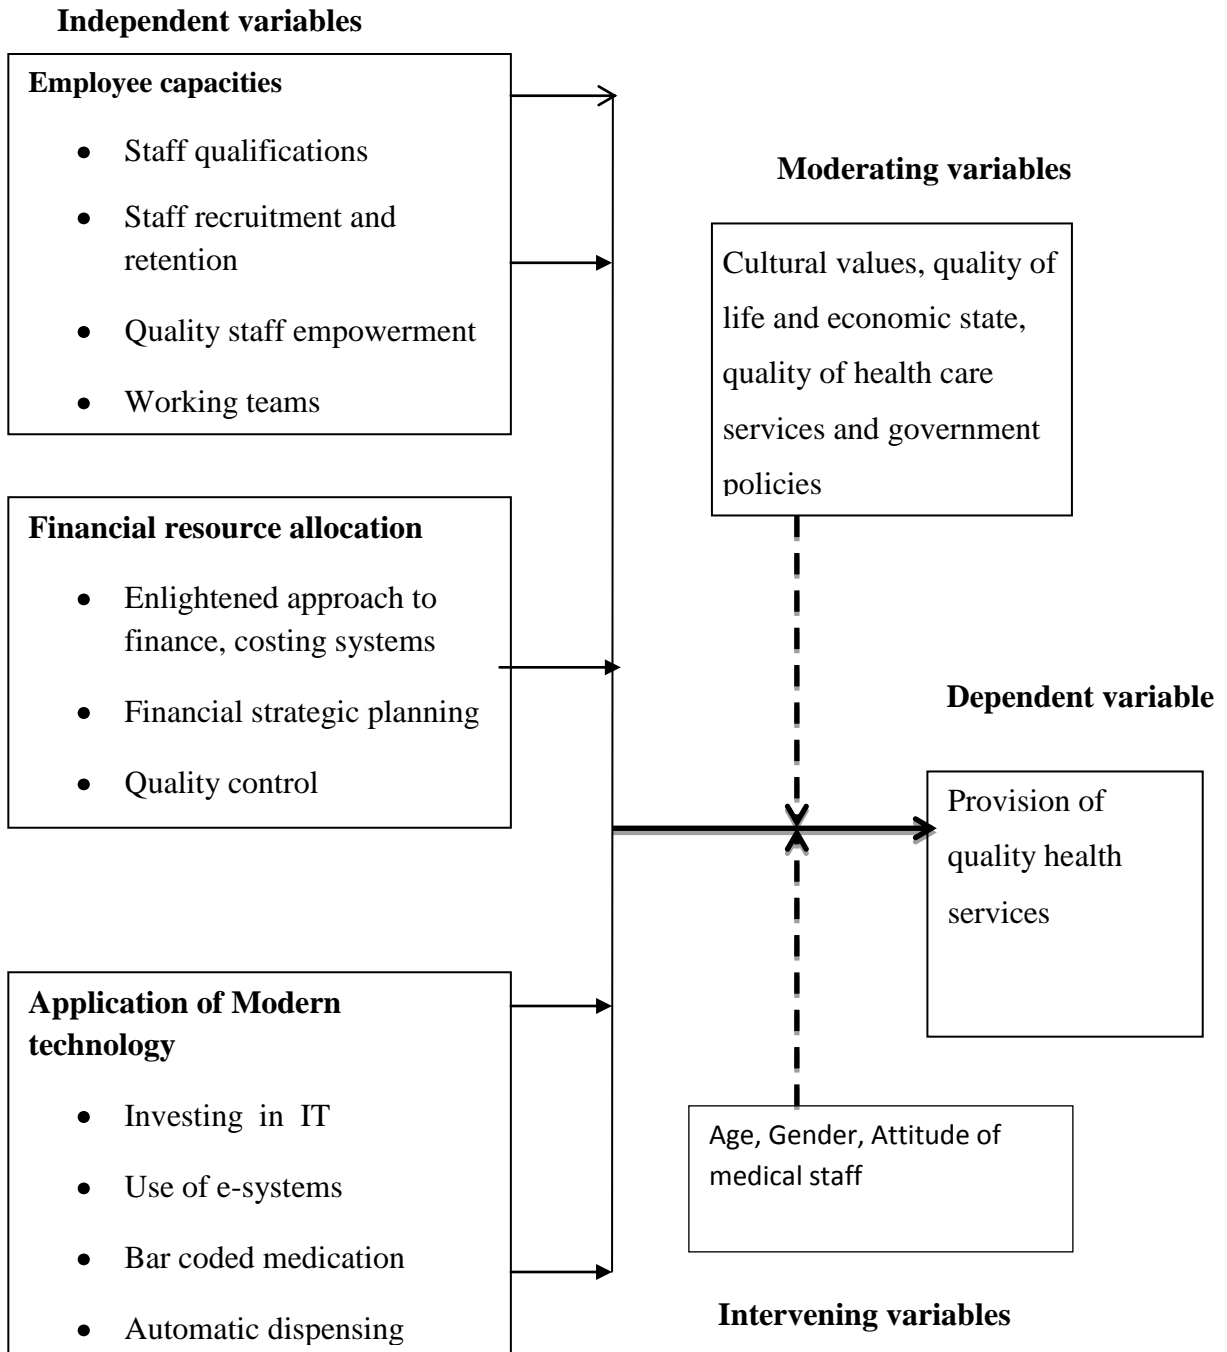 Independent variables
Employee capacities
• Staff qualifications
• Staff recruitment and
retention
• Quality staff empowerment
• Working teams
Financial resource allocation
• Enlightened approach to
finance, costing systems
• Financial strategic planning
• Quality control
Application of Modern
technology
• Investing in IT
• Use of e-systems
• Bar coded medication
• Automatic dispensing
Moderating variables
Cultural values, quality of
life and economic state,
quality of health care
services and government
policies
Dependent variable
Provision of
quality health
services
Age, Gender, Attitude of
medical staff
Intervening variables